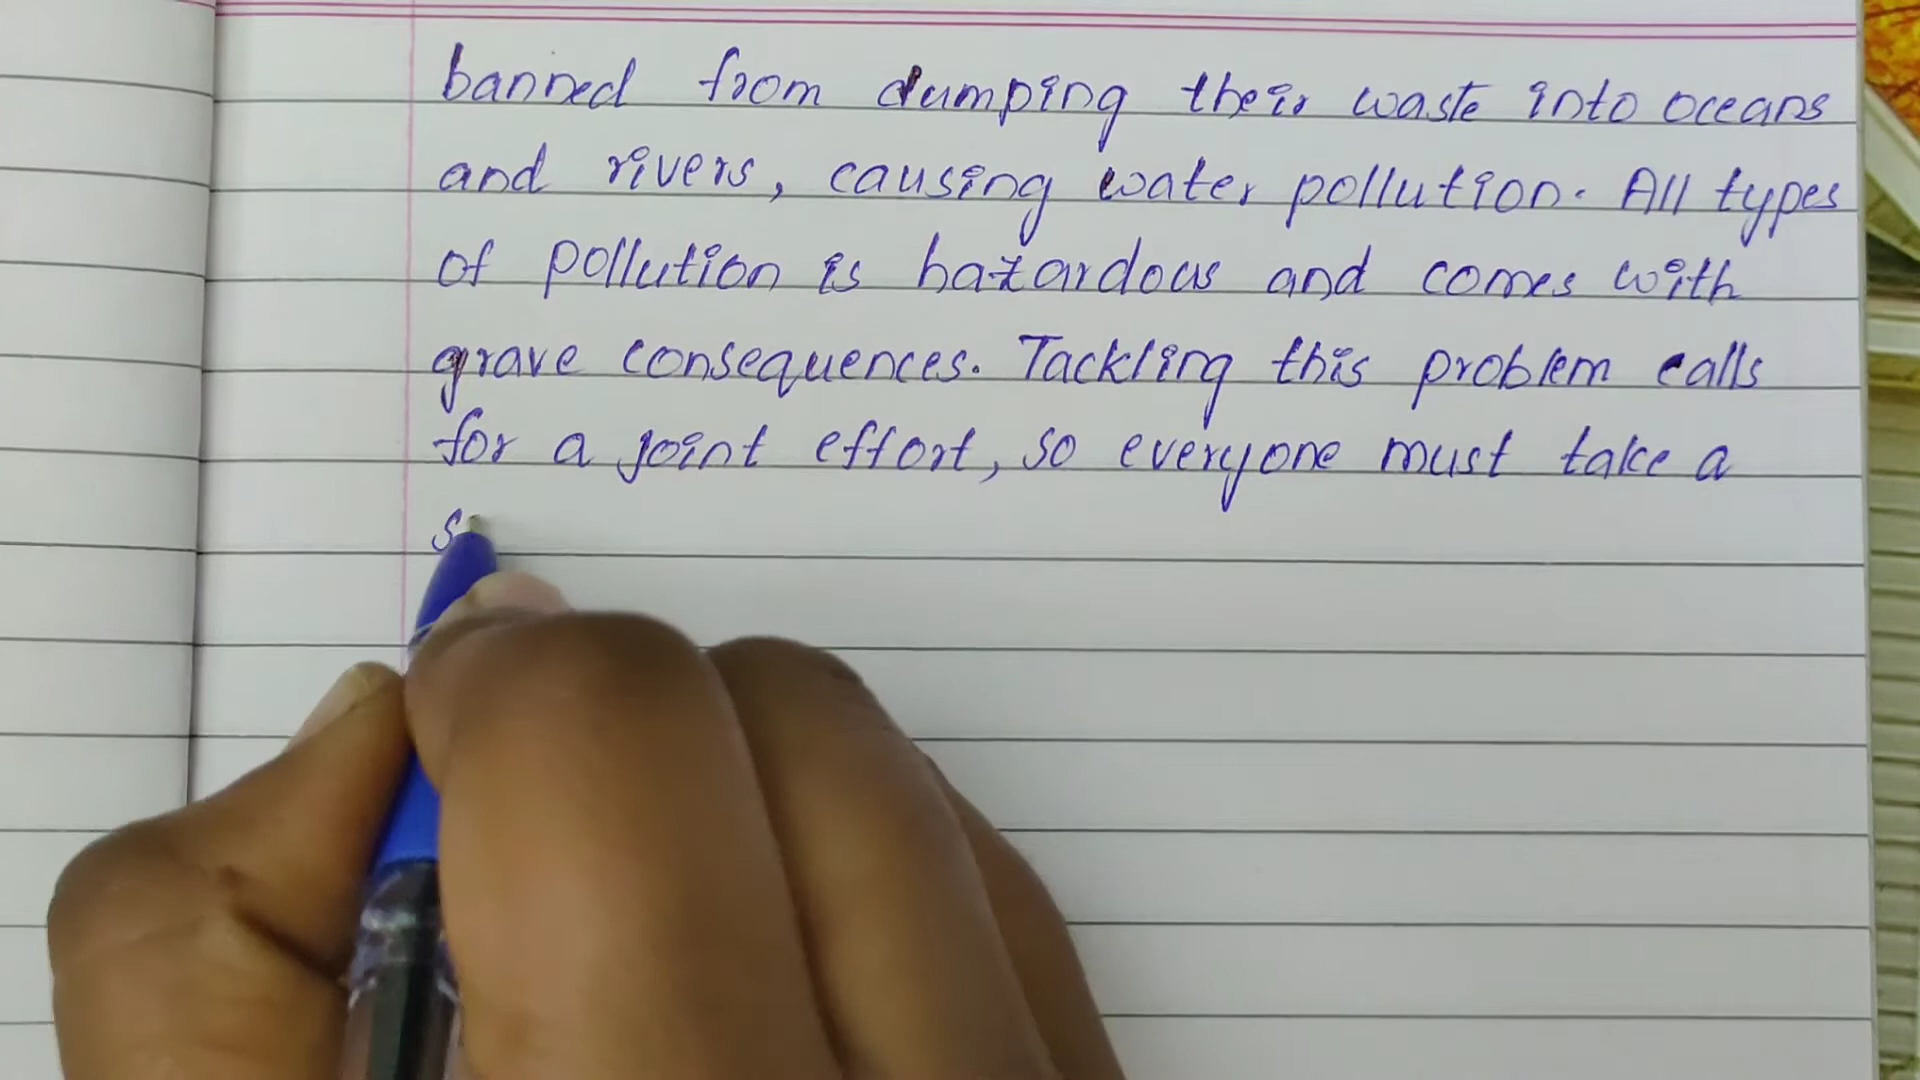 banned from dumping their waste into oceans
and rivers, causing water pollution. All types
of pollution is hazardous and comes with
grave consequences. Tackling this problem calls
for a joint effort, so everyone must take a
s